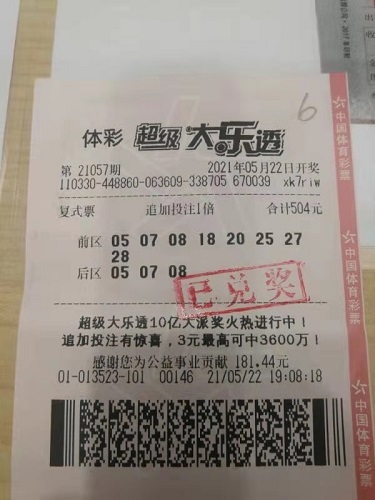 6
体彩 超级大乐透
第 21057期 2021年05月22日开奖
110330-448860-063609-338705 670039 xk7riw
复式票 追加投注1倍 合计504元
前区 05 07 08 18 20 25 27
28
后区 05 07 08
已兑奖
超级大乐透10亿大派奖火热进行中！
追加投注有惊喜，3元最高可中3600万！
感谢您为公益事业贡献 181.44元
01-013523-101 00146 21/05/22 19:08:18
中国体育彩票
中国体育彩票
中国体育彩票